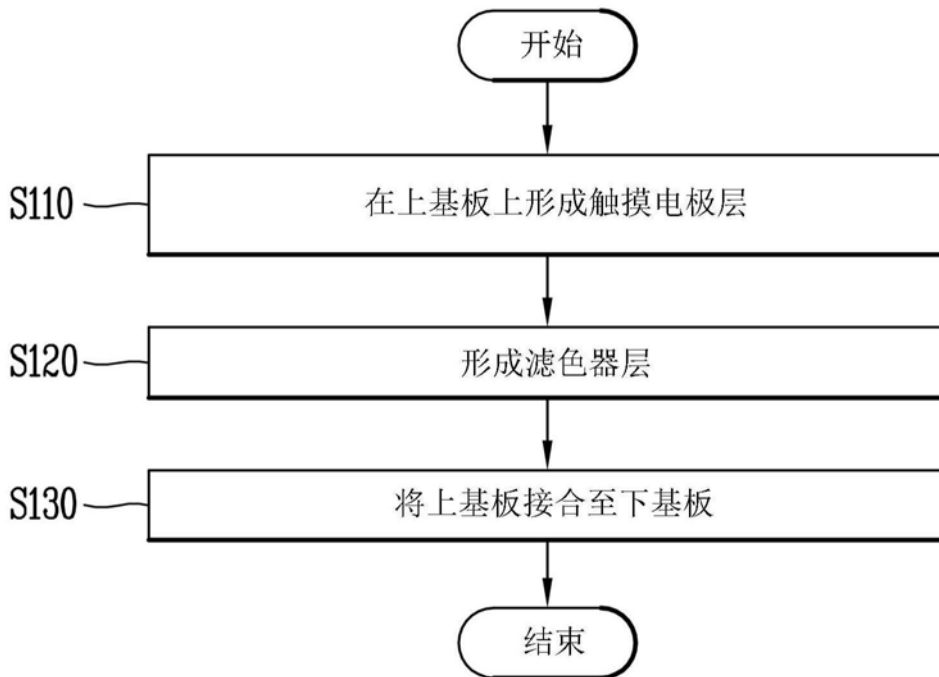 开始
S110
在上基板上形成触摸电极层
S120
形成滤色器层
S130
将上基板接合至下基板
结束